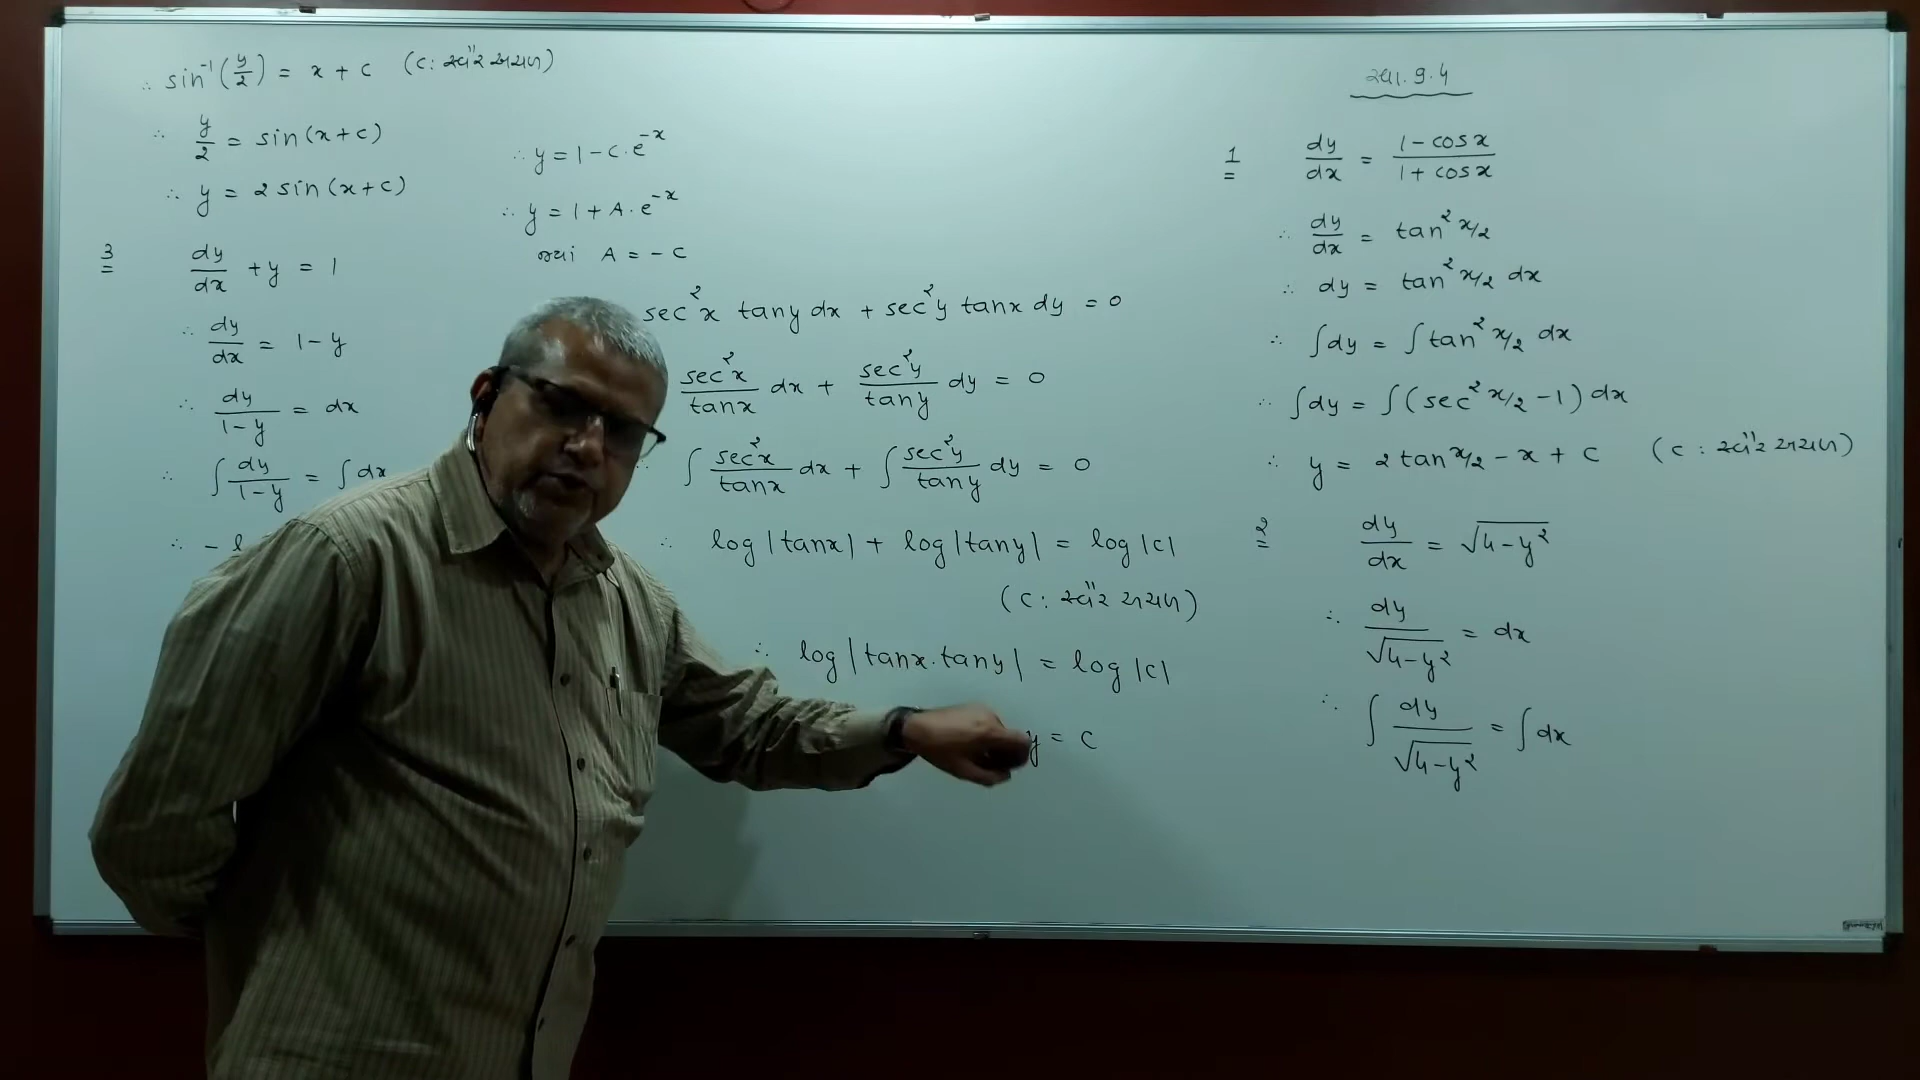 ∴ sin⁻¹(y/2) = x + c (c: સ્વૈર અચળ)
∴ y/2 = sin(x+c)
∴ y = 2 sin(x+c)
3 dy/dx + y = 1
∴ dy/dx = 1-y
∴ dy/(1-y) = dx
∴ ∫ dy/(1-y) = ∫ dx
∴ -
∴ y = 1 - c·e^-x
∴ y = 1 + A·e^-x
જ્યાં A = -c
sec²x tany dx + sec²y tanx dy = 0
sec²x/tanx dx + sec²y/tany dy = 0
∴ ∫ sec²x/tanx dx + ∫ sec²y/tany dy = 0
∴ log|tanx| + log|tany| = log|c|
(c: સ્વૈર અચળ)
∴ log|tanx·tany| = log|c|
y = c
સ્વા. 9.4
1 dy/dx = (1-cosx)/(1+cosx)
∴ dy/dx = tan² x/2
∴ dy = tan² x/2 dx
∴ ∫dy = ∫tan² x/2 dx
∴ ∫dy = ∫(sec² x/2 - 1) dx
∴ y = 2 tan x/2 - x + c (c: સ્વૈર અચળ)
2 dy/dx = √(4-y²)
∴ dy/√(4-y²) = dx
∴ ∫ dy/√(4-y²) = ∫ dx